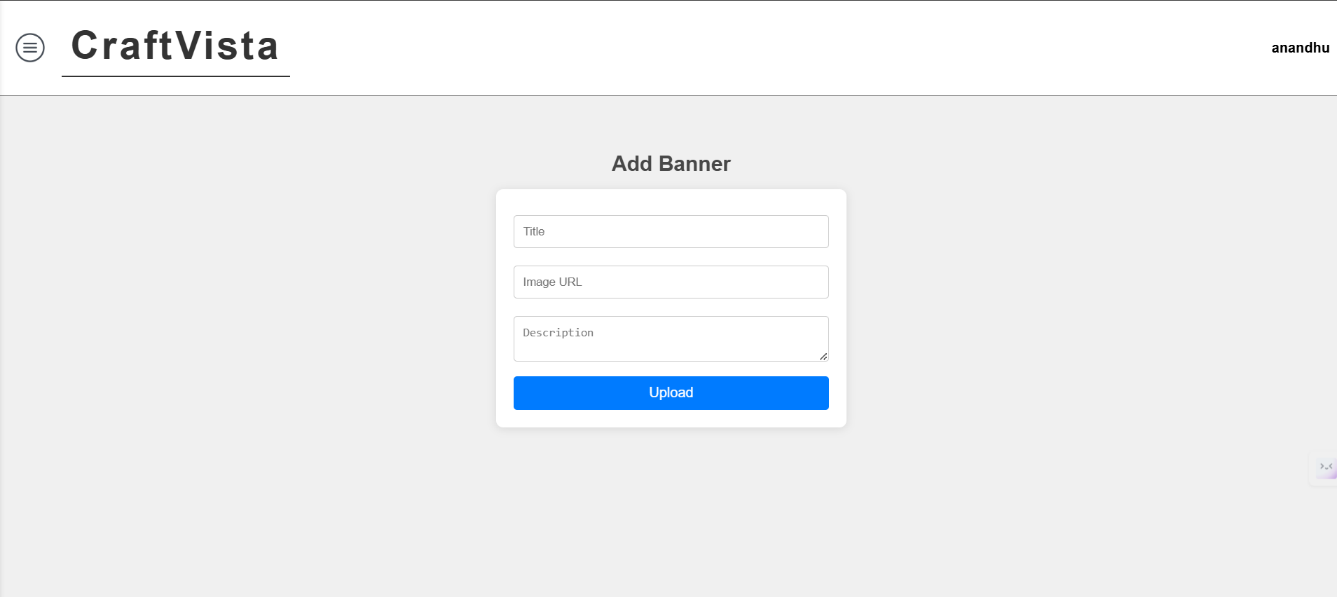 CraftVista
anandhu
Add Banner
Title
Image URL
Description
Upload